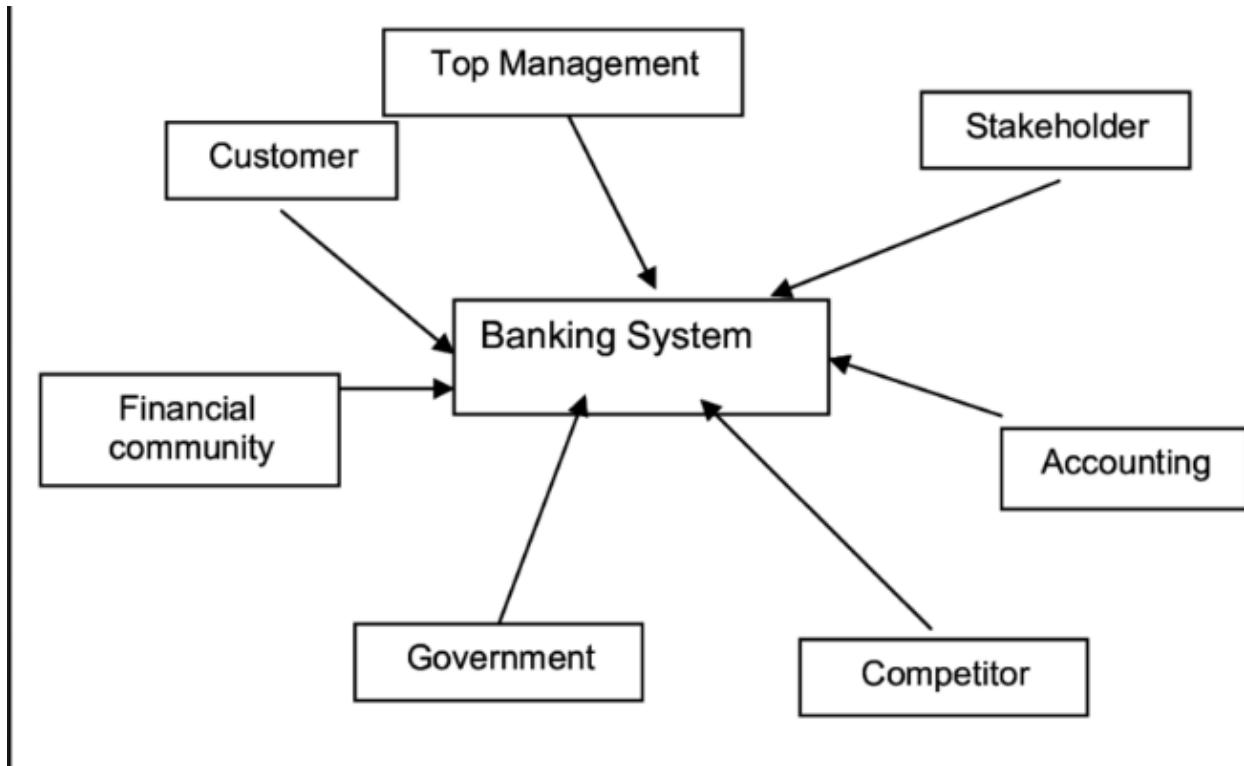 Top Management
Customer
Stakeholder
Banking System
Financial
community
Accounting
Government
Competitor